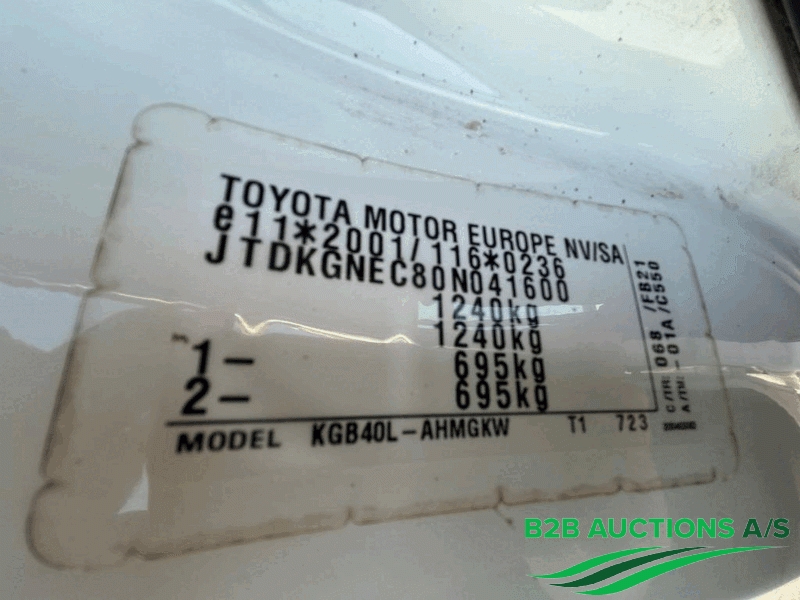 TOYOTA MOTOR EUROPE NV/SA
e11*2001/116*0236
JTDKGNEC80N041600
1240kg
1240kg
1- 695kg
2- 695kg
MODEL KGB40L-AHMGKW T1 723
C/TR: 068 /FB21
A/TM: -01A /C550
B2B AUCTIONS A/S